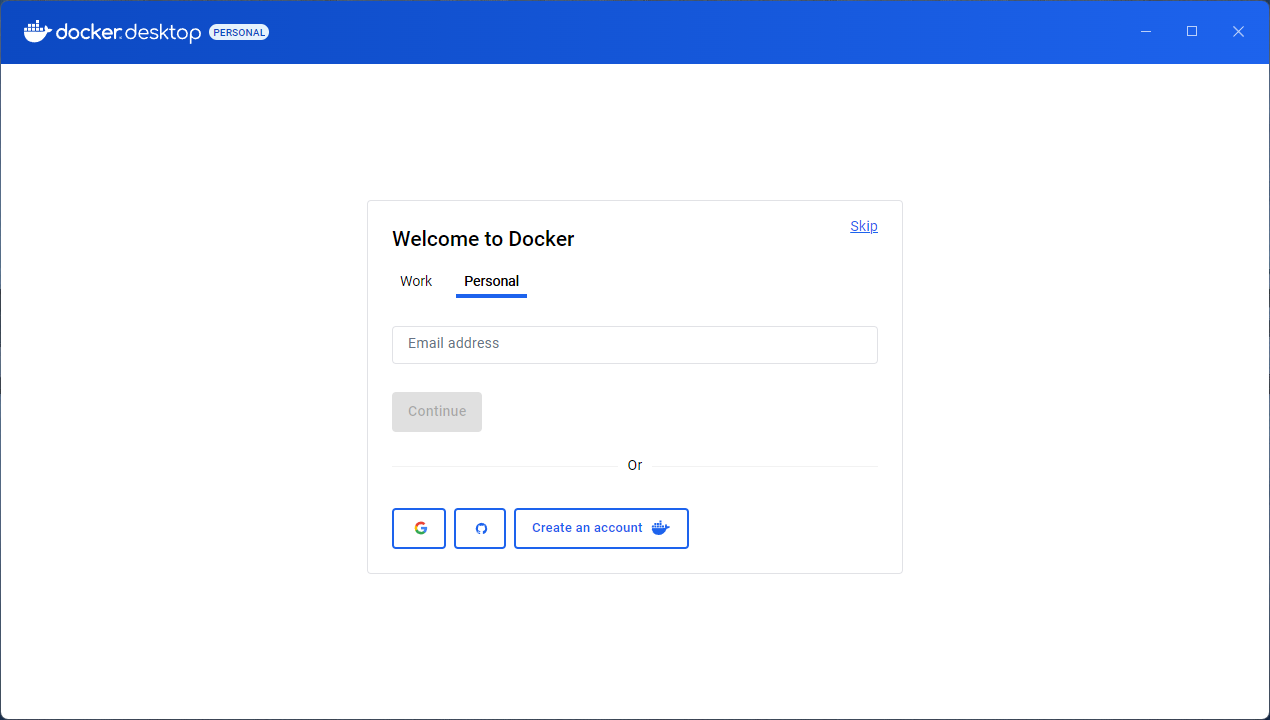 docker desktop PERSONAL
Skip
Welcome to Docker
Work Personal
Email address
Continue
Or
Create an account